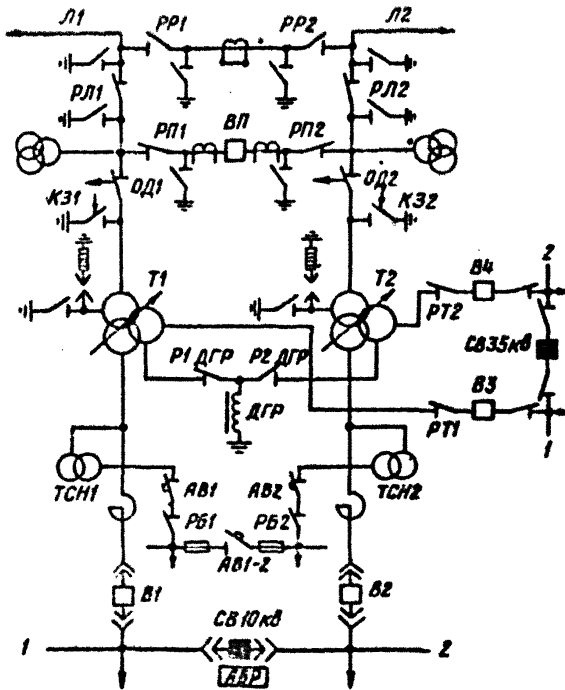 Л1
РР1
РР2
Л2
РЛ1
РЛ2
РП1
ВП
РП2
ОД1
ОД2
КЗ1
КЗ2
Т1
Т2
В4
2
РТ2
СВ35кв
Р1 ДГР
Р2 ДГР
ДГР
В3
РТ1
1
ТСН1
АВ1
АВ2
ТСН2
РБ1
РБ2
АВ1-2
В1
В2
СВ10кв
1
2
АВР